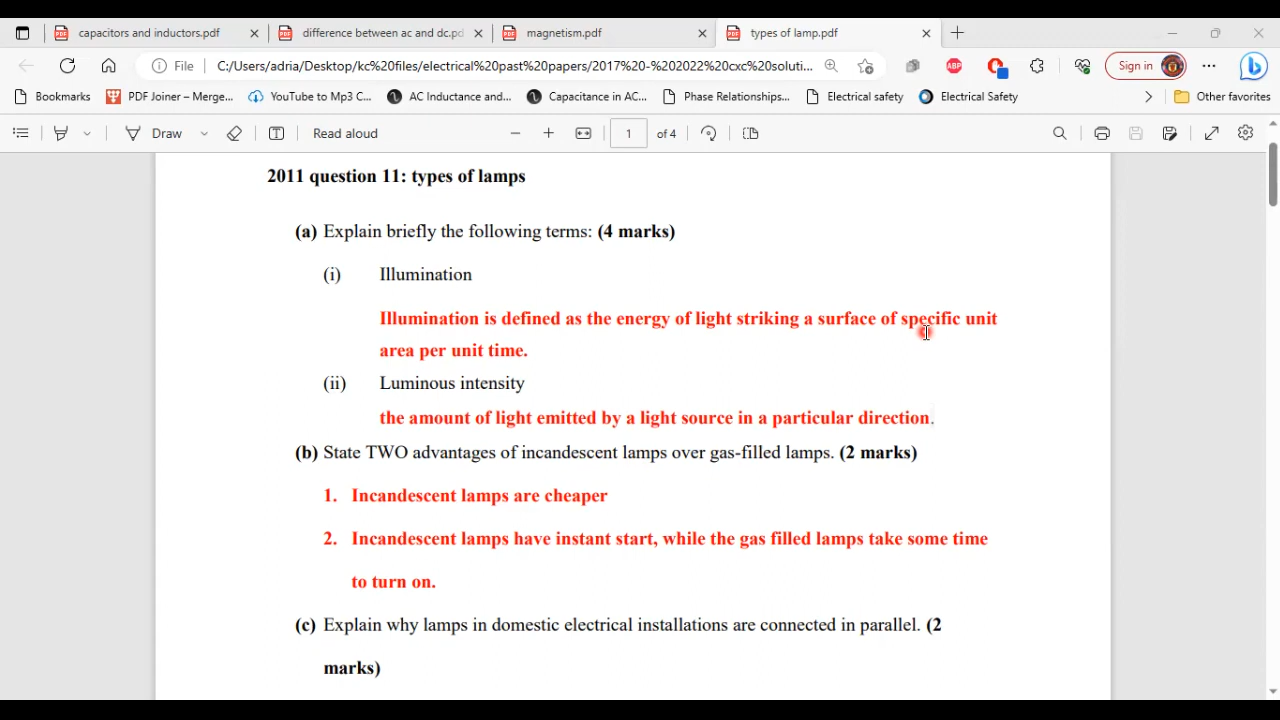 capacitors and inductors.pdf
difference between ac and dc.pd
magnetism.pdf
types of lamp.pdf
File
C:/Users/adria/Desktop/kc%20files/electrical%20past%20papers/2017%20-%202022%20cxc%20soluti...
ABP
Sign in
Bookmarks
PDF Joiner – Merge...
YouTube to Mp3 C...
AC Inductance and...
Capacitance in AC...
Phase Relationships...
Electrical safety
Electrical Safety
Other favorites
Draw
Read aloud
1
of 4
2011 question 11: types of lamps
(a) Explain briefly the following terms: (4 marks)
(i) Illumination
Illumination is defined as the energy of light striking a surface of specific unit
area per unit time.
(ii) Luminous intensity
the amount of light emitted by a light source in a particular direction.
(b) State TWO advantages of incandescent lamps over gas-filled lamps. (2 marks)
1. Incandescent lamps are cheaper
2. Incandescent lamps have instant start, while the gas filled lamps take some time
to turn on.
(c) Explain why lamps in domestic electrical installations are connected in parallel. (2
marks)